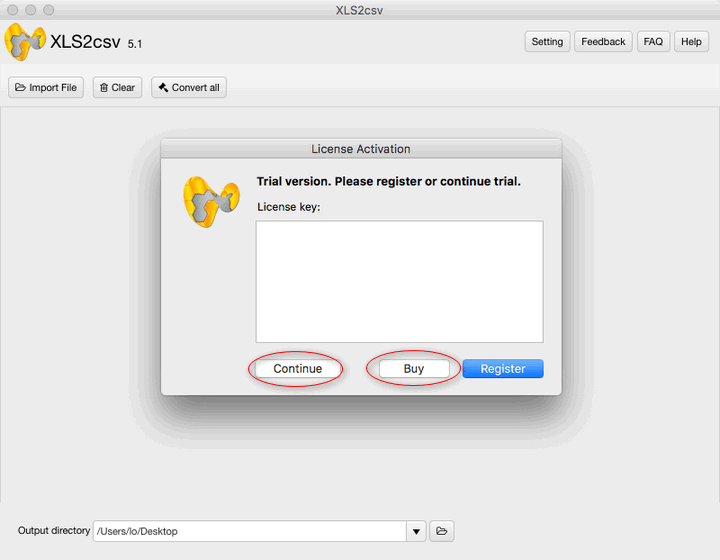 XLS2csv
XLS2csv 5.1
Setting Feedback FAQ Help
Import File Clear Convert all
License Activation
Trial version. Please register or continue trial.
License key:
Continue Buy Register
Output directory /Users/lo/Desktop